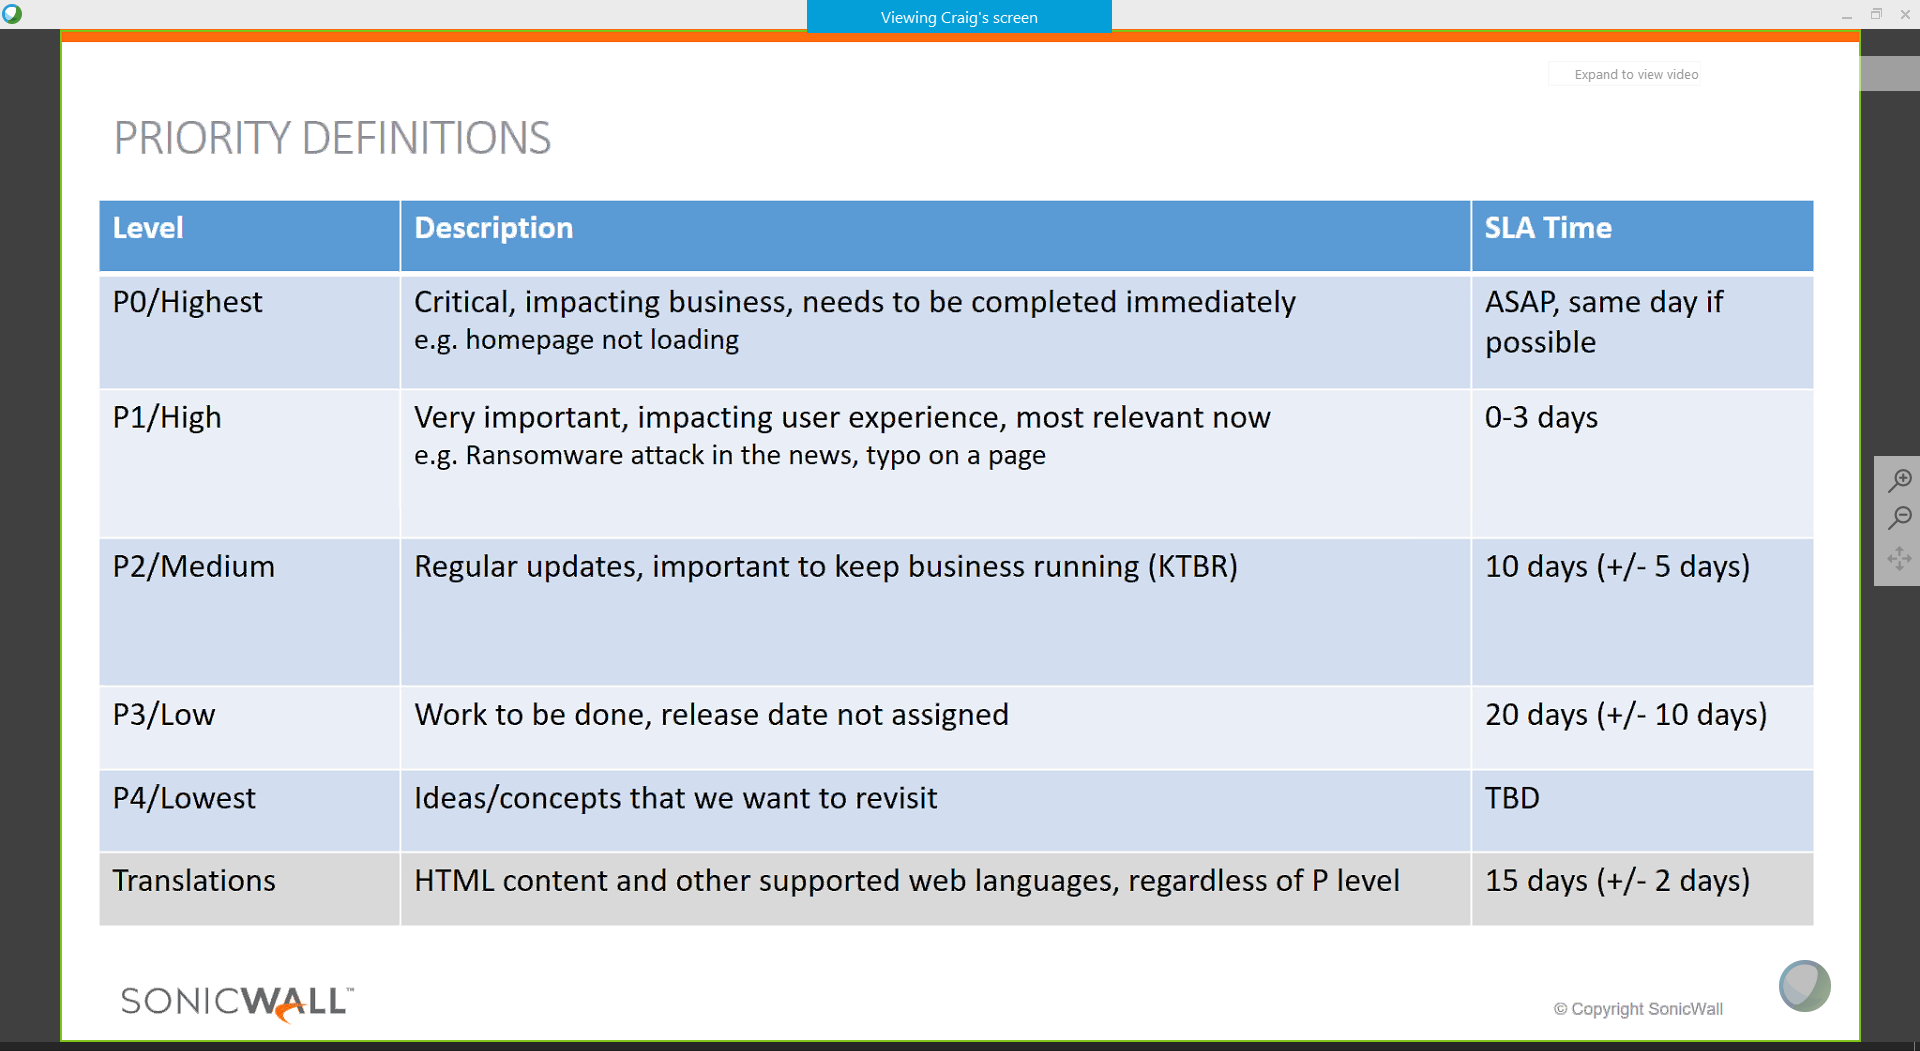 Viewing Craig's screen
Expand to view video
PRIORITY DEFINITIONS
Level
Description
SLA Time
P0/Highest
Critical, impacting business, needs to be completed immediately
e.g. homepage not loading
ASAP, same day if
possible
P1/High
Very important, impacting user experience, most relevant now
e.g. Ransomware attack in the news, typo on a page
0-3 days
P2/Medium
Regular updates, important to keep business running (KTBR)
10 days (+/- 5 days)
P3/Low
Work to be done, release date not assigned
20 days (+/- 10 days)
P4/Lowest
Ideas/concepts that we want to revisit
TBD
Translations
HTML content and other supported web languages, regardless of P level
15 days (+/- 2 days)
SONICWALL™
© Copyright SonicWall